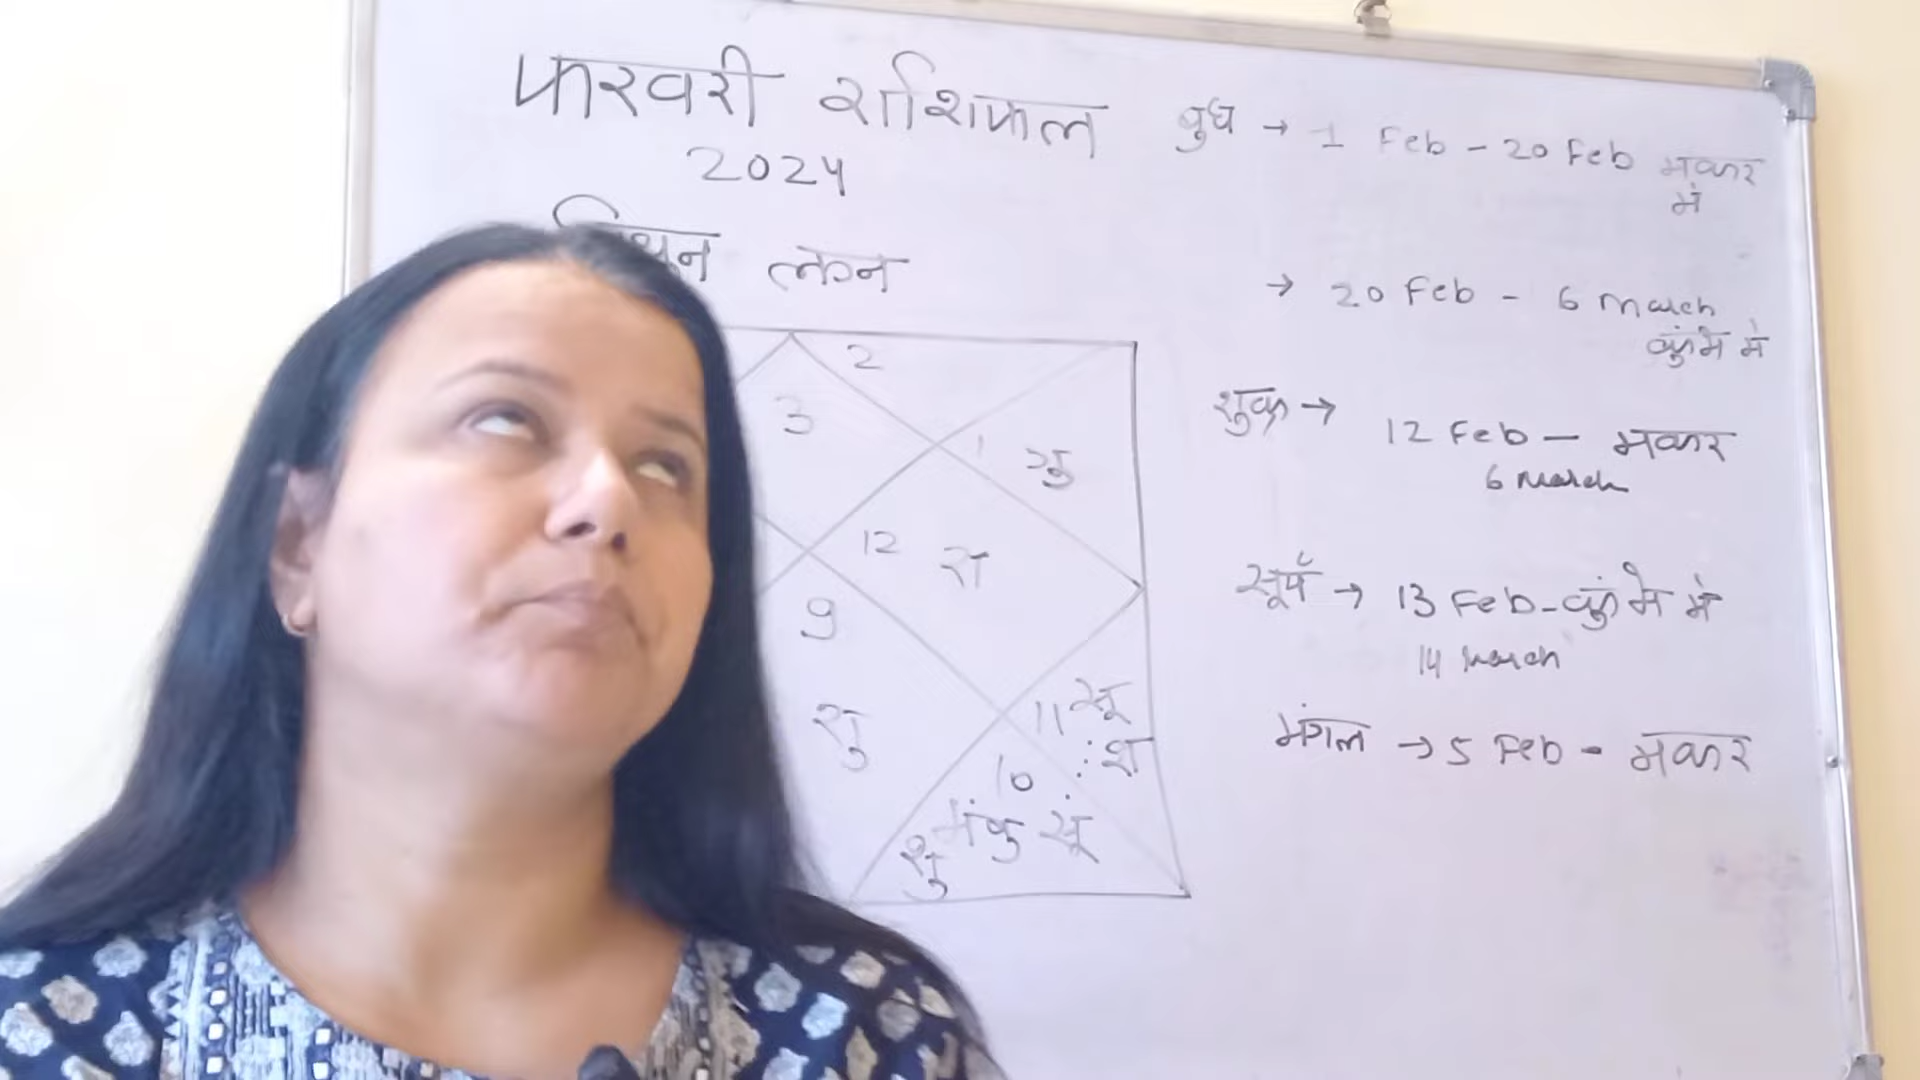 फरवरी राशिफल
2024
थुन लग्न
बुध → 1 Feb - 20 Feb मकर
में
→ 20 Feb - 6 March
कुंभ में
शुक्र → 12 Feb - मकर
6 March
सूर्य → 13 Feb - कुंभ में
14 March
मंगल → 5 Feb - मकर
2
3
1 गु
12 रा
9
शु
11 सू
श
10
मं बु सू
शु